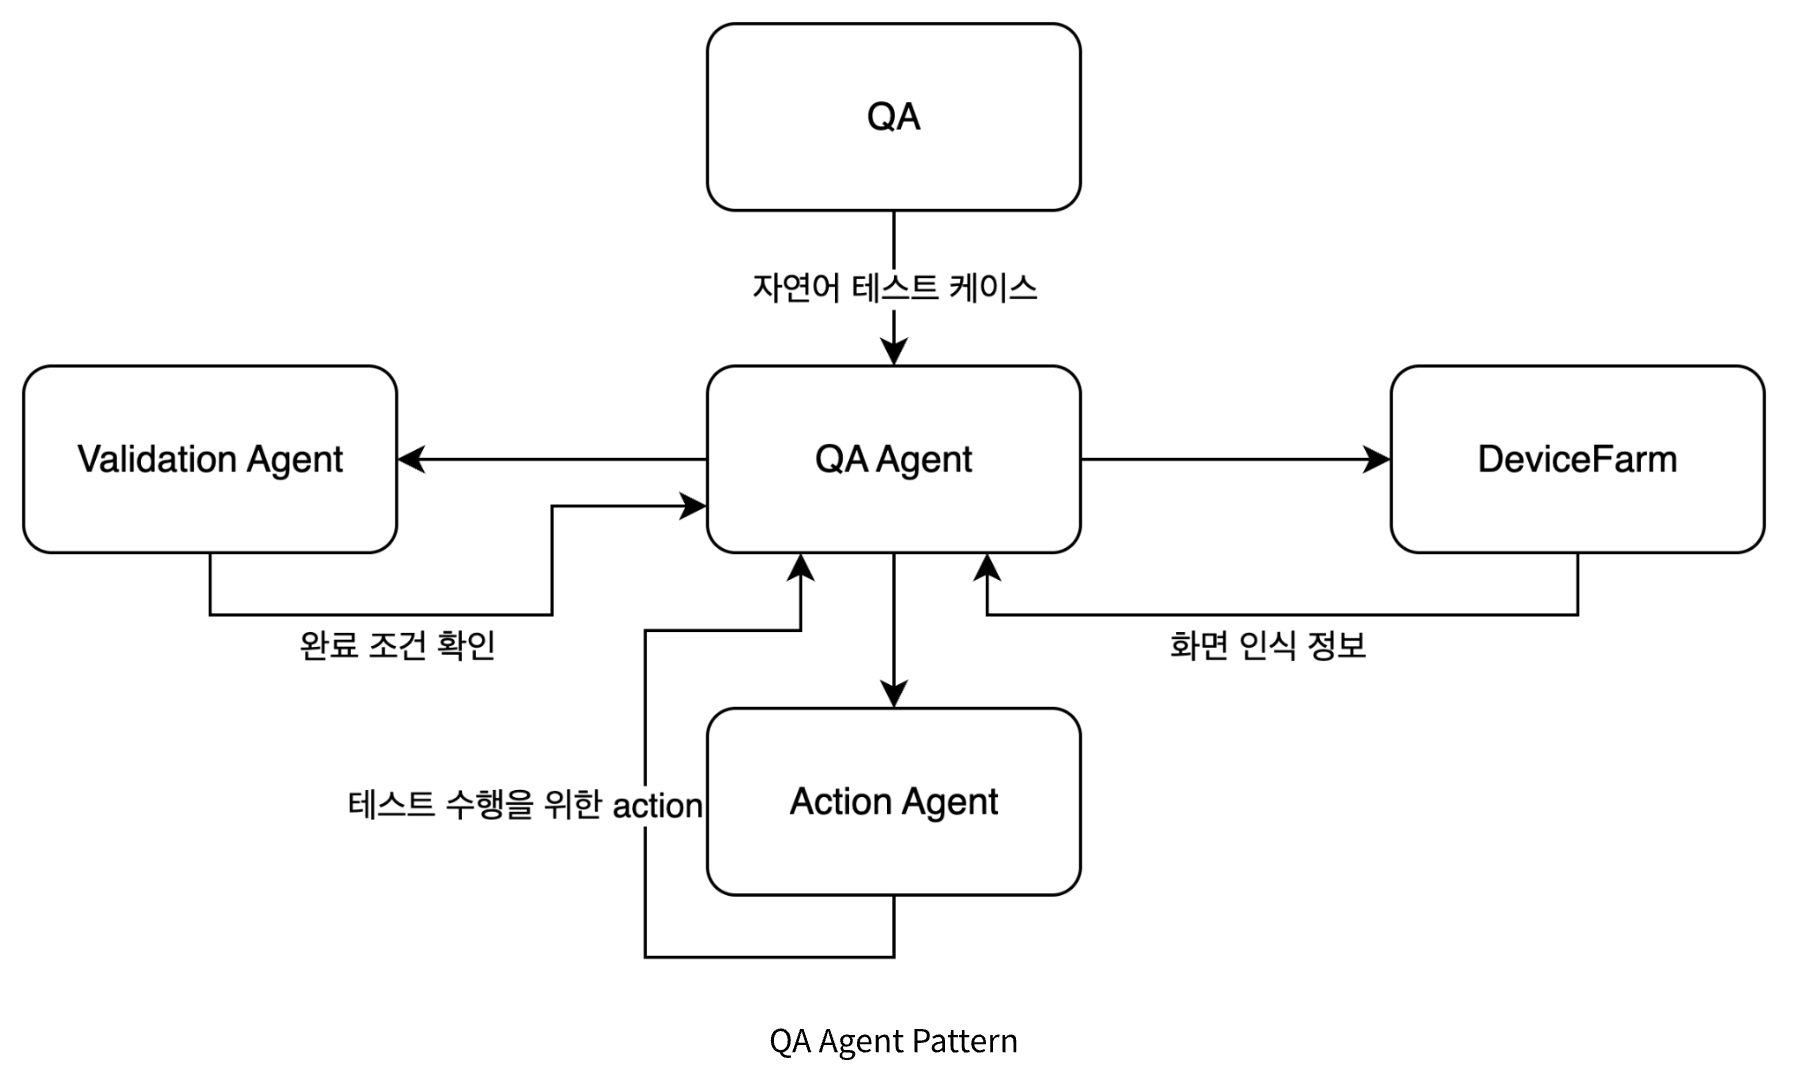 QA
자연어 테스트 케이스
Validation Agent
QA Agent
DeviceFarm
완료 조건 확인
화면 인식 정보
테스트 수행을 위한 action
Action Agent
QA Agent Pattern